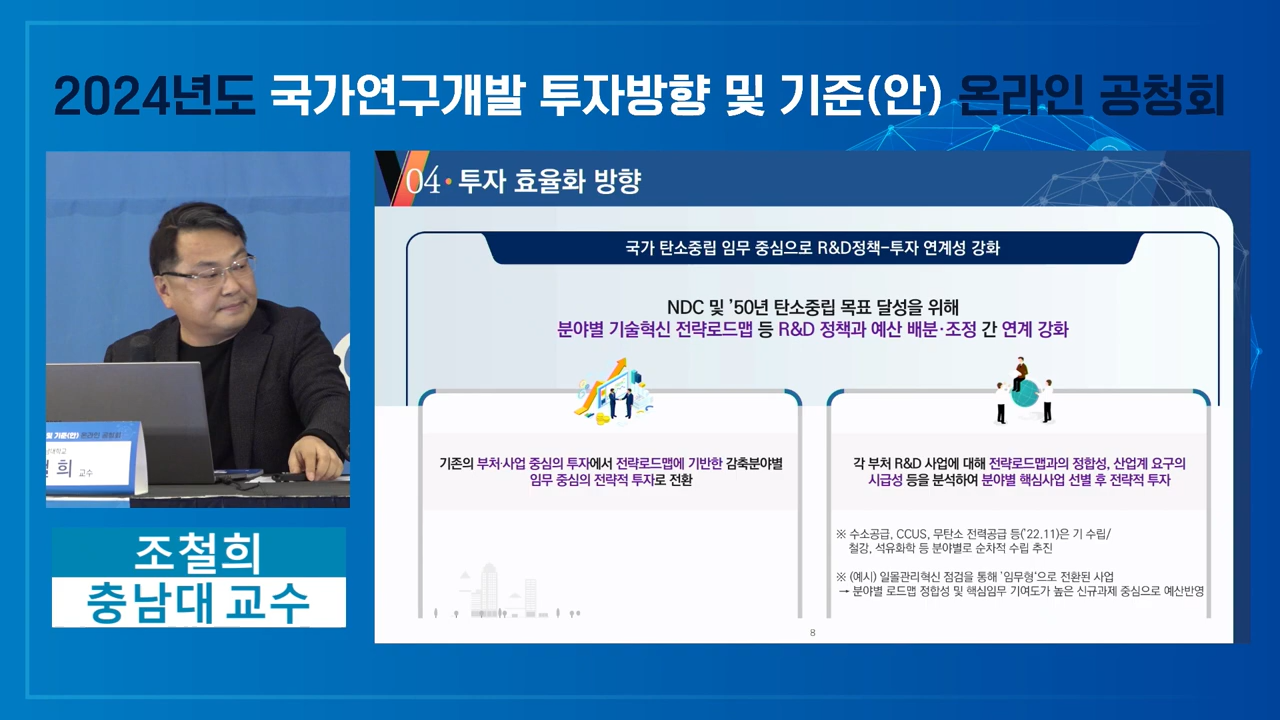 2024년도 국가연구개발 투자방향 및 기준(안) 온라인 공청회
04·투자 효율화 방향
국가 탄소중립 임무 중심으로 R&D정책-투자 연계성 강화
NDC 및 ’50년 탄소중립 목표 달성을 위해
분야별 기술혁신 전략로드맵 등 R&D 정책과 예산 배분·조정 간 연계 강화
기존의 부처·사업 중심의 투자에서 전략로드맵에 기반한 감축분야별
임무 중심의 전략적 투자로 전환
각 부처 R&D 사업에 대해 전략로드맵과의 정합성, 산업계 요구의
시급성 등을 분석하여 분야별 핵심사업 선별 후 전략적 투자
※ 수소공급, CCUS, 무탄소 전력공급 등(’22.11)은 기 수립/
철강, 석유화학 등 분야별로 순차적 수립 추진
※ (예시) 일몰관리혁신 점검을 통해 ‘임무형’으로 전환된 사업
→ 분야별 로드맵 정합성 및 핵심임무 기여도가 높은 신규과제 중심으로 예산반영
8
및 기준(안) 온라인 공청회
희 교수
조철희
충남대 교수